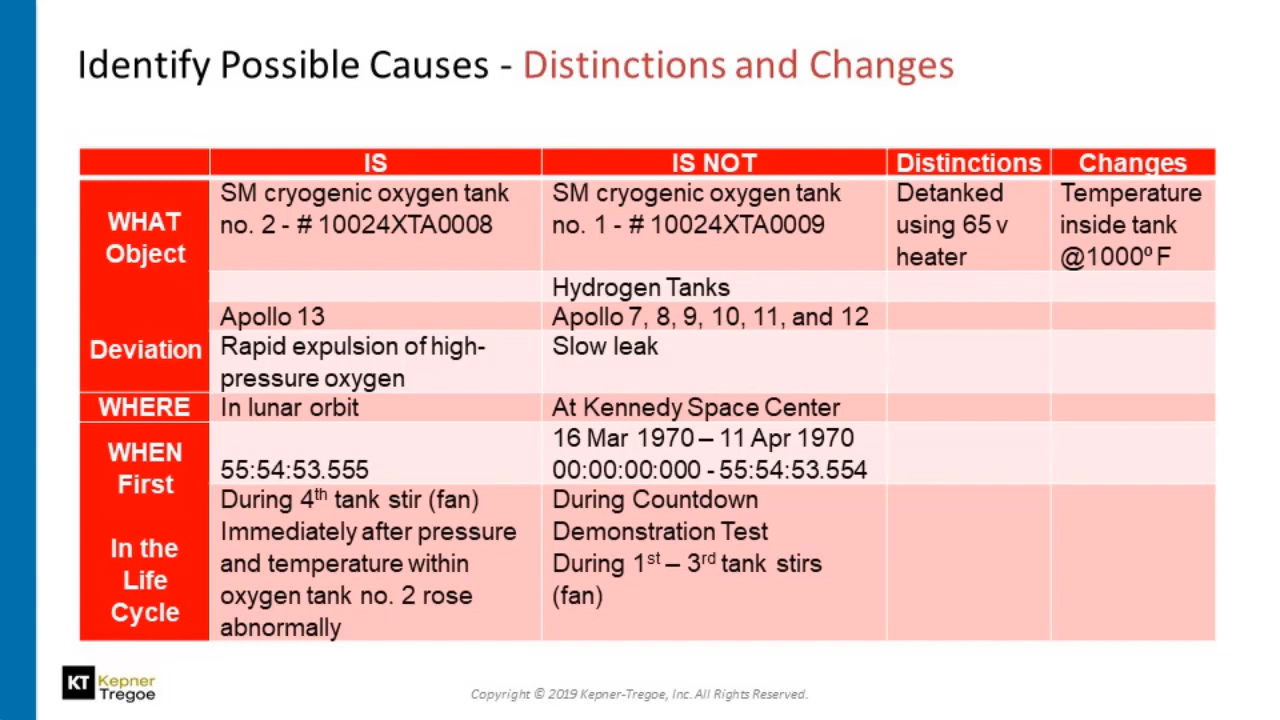 Identify Possible Causes - Distinctions and Changes
IS
IS NOT
Distinctions
Changes
WHAT
Object
SM cryogenic oxygen tank
no. 2 - # 10024XTA0008
SM cryogenic oxygen tank
no. 1 - # 10024XTA0009
Detanked
using 65 v
heater
Temperature
inside tank
@1000º F
Hydrogen Tanks
Apollo 13
Apollo 7, 8, 9, 10, 11, and 12
Deviation
Rapid expulsion of high-
pressure oxygen
Slow leak
WHERE
In lunar orbit
At Kennedy Space Center
WHEN
First
55:54:53.555
16 Mar 1970 – 11 Apr 1970
00:00:00:000 - 55:54:53.554
In the
Life
Cycle
During 4th tank stir (fan)
Immediately after pressure
and temperature within
oxygen tank no. 2 rose
abnormally
During Countdown
Demonstration Test
During 1st – 3rd tank stirs
(fan)
KT Kepner
Tregoe
Copyright © 2019 Kepner-Tregoe, Inc. All Rights Reserved.